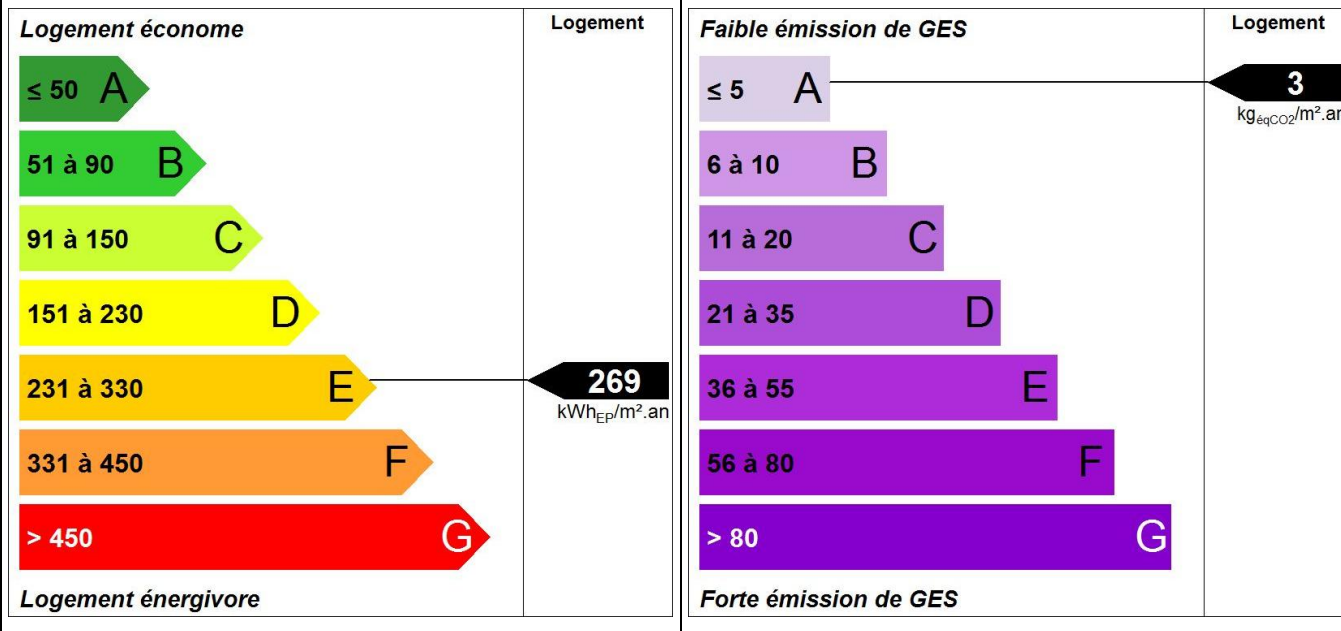 Logement économe
Logement
≤ 50 A
51 à 90 B
91 à 150 C
151 à 230 D
231 à 330 E
269
kWhEP/m².an
331 à 450 F
> 450 G
Logement énergivore
Faible émission de GES
Logement
≤ 5 A
3
kgéqCO2/m².an
6 à 10 B
11 à 20 C
21 à 35 D
36 à 55 E
56 à 80 F
> 80 G
Forte émission de GES